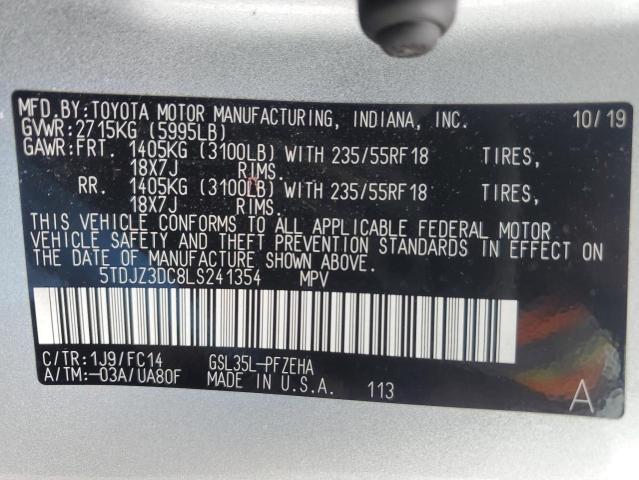 MFD.BY:TOYOTA MOTOR MANUFACTURING, INDIANA, INC. 10/19
GVWR:2715KG (5995LB)
GAWR:FRT. 1405KG (3100LB) WITH 235/55RF18 TIRES,
18X7J RIMS.
RR. 1405KG (3100LB) WITH 235/55RF18 TIRES,
18X7J RIMS.
THIS VEHICLE CONFORMS TO ALL APPLICABLE FEDERAL MOTOR
VEHICLE SAFETY AND THEFT PREVENTION STANDARDS IN EFFECT ON
THE DATE OF MANUFACTURE SHOWN ABOVE.
5TDJZ3DC8LS241354 MPV
C/TR:1J9/FC14 GSL35L-PFZEHA
A/TM:-03A/UA80F MADE IN U.S.A. 113 A